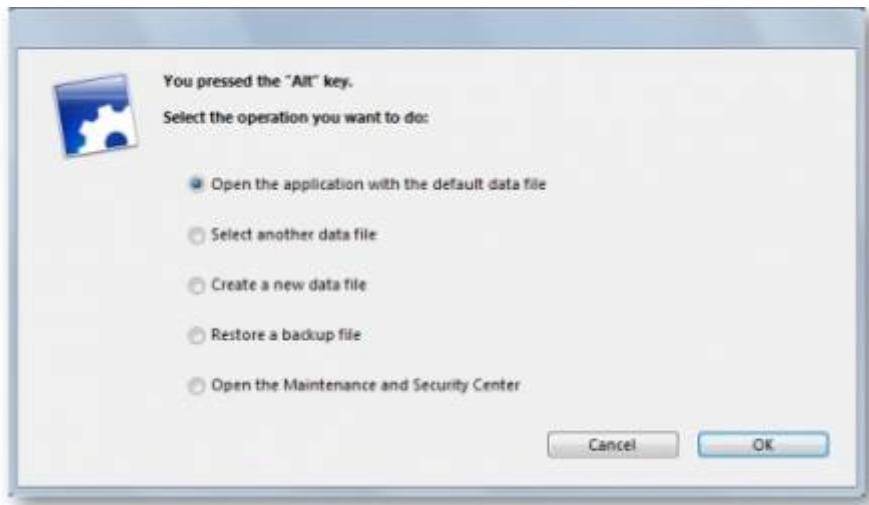 You pressed the "Alt" key.
Select the operation you want to do:
Open the application with the default data file
Select another data file
Create a new data file
Restore a backup file
Open the Maintenance and Security Center
Cancel
OK